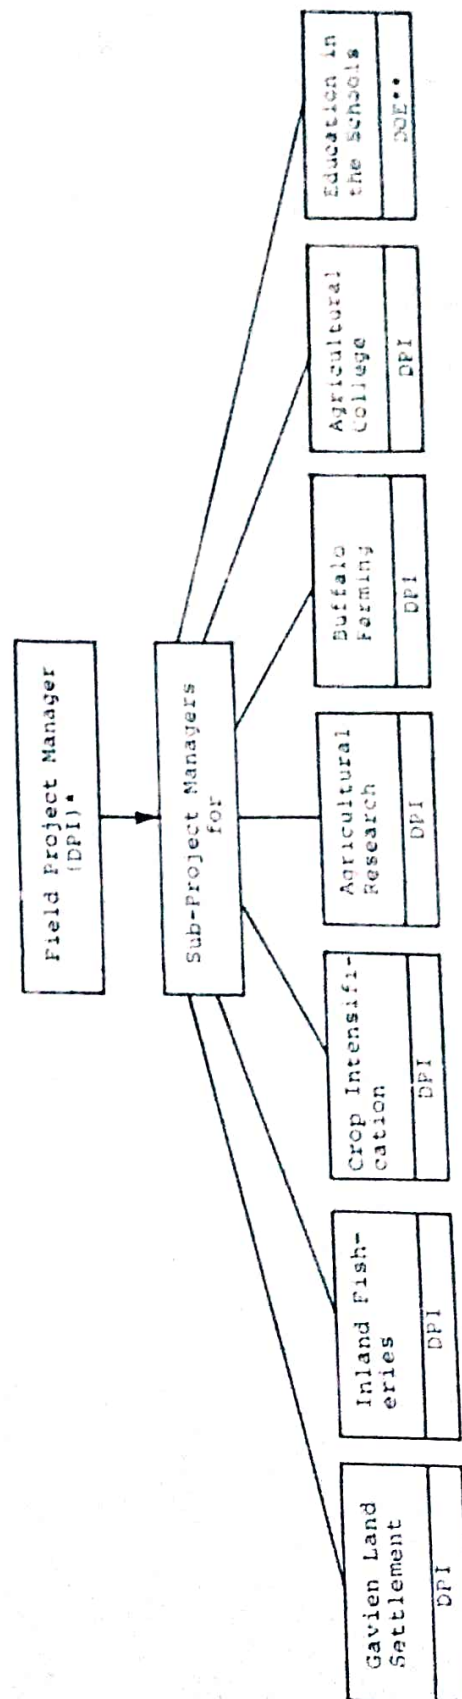 Field Project Manager
(DPI)*
Sub-Project Managers
for
Gavien Land
Settlement
DPI
Inland Fish-
eries
DPI
Crop Intensifi-
cation
DPI
Agricultural
Research
DPI
Buffalo
Farming
DPI
Agricultural
College
DPI
Education in
the Schools
DOE**